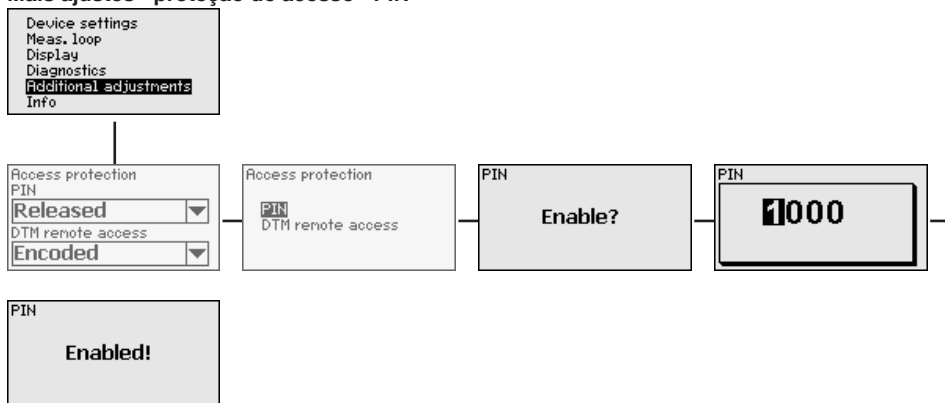 Mais ajustes - proteção de acesso - PIN
Device settings
Meas. loop
Display
Diagnostics
Additional adjustments
Info
Access protection
PIN
Released
DTM remote access
Encoded
Access protection
PIN
DTM remote access
PIN
Enable?
PIN
1000
PIN
Enabled!